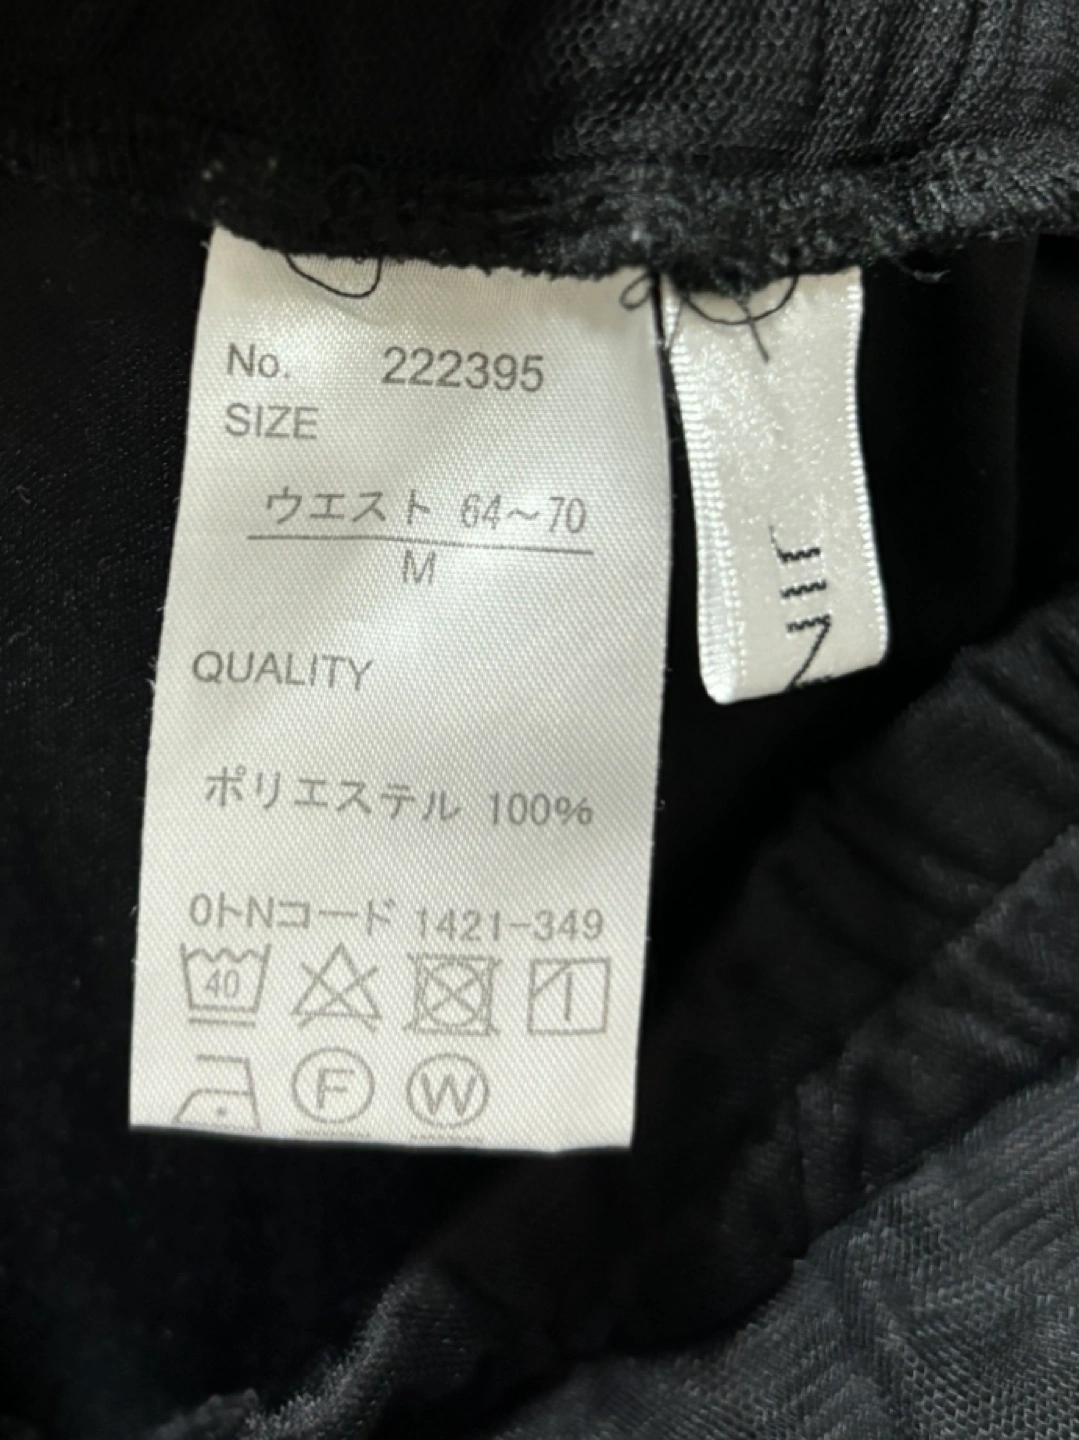 No. 222395
SIZE
ウエスト 64～70
M
QUALITY
ポリエステル 100%
0トNコード 1421-349
40
F W